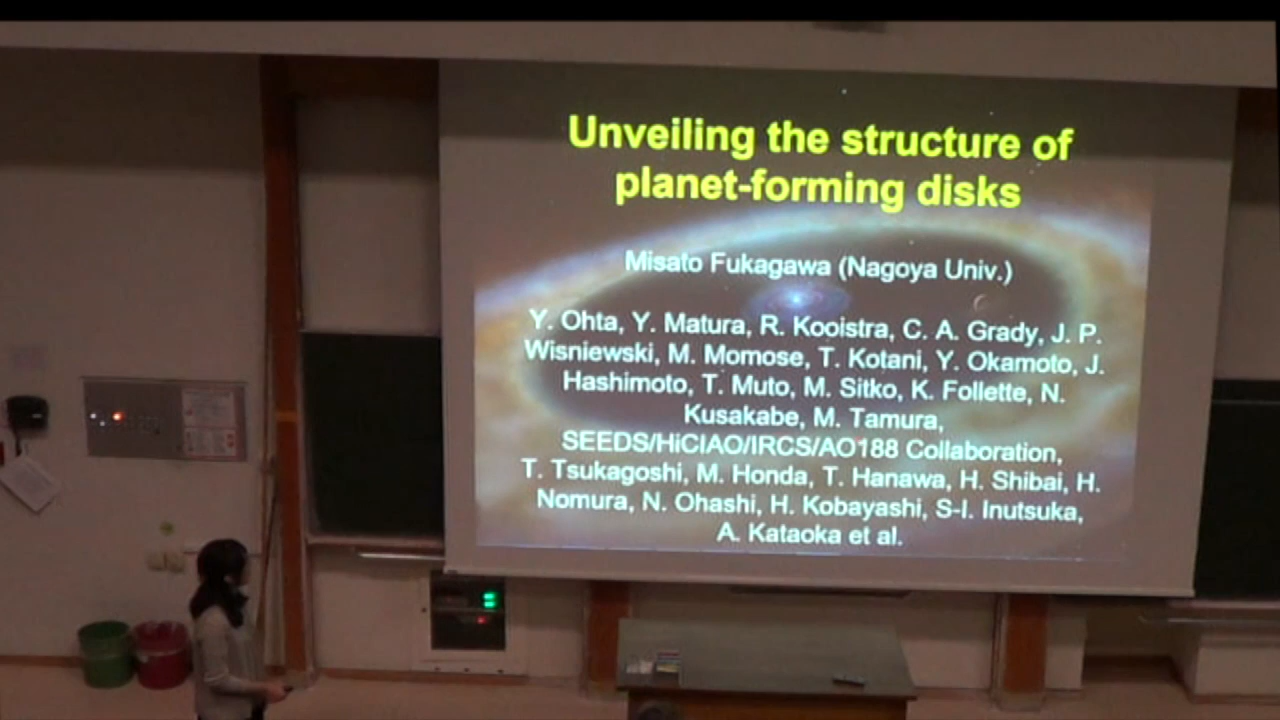 Unveiling the structure of
planet-forming disks
Misato Fukagawa (Nagoya Univ.)
Y. Ohta, Y. Matura, R. Kooistra, C. A. Grady, J. P.
Wisniewski, M. Momose, T. Kotani, Y. Okamoto, J.
Hashimoto, T. Muto, M. Sitko, K. Follette, N.
Kusakabe, M. Tamura,
SEEDS/HiCIAO/IRCS/AO188 Collaboration,
T. Tsukagoshi, M. Honda, T. Hanawa, H. Shibai, H.
Nomura, N. Ohashi, H. Kobayashi, S-I. Inutsuka,
A. Kataoka et al.